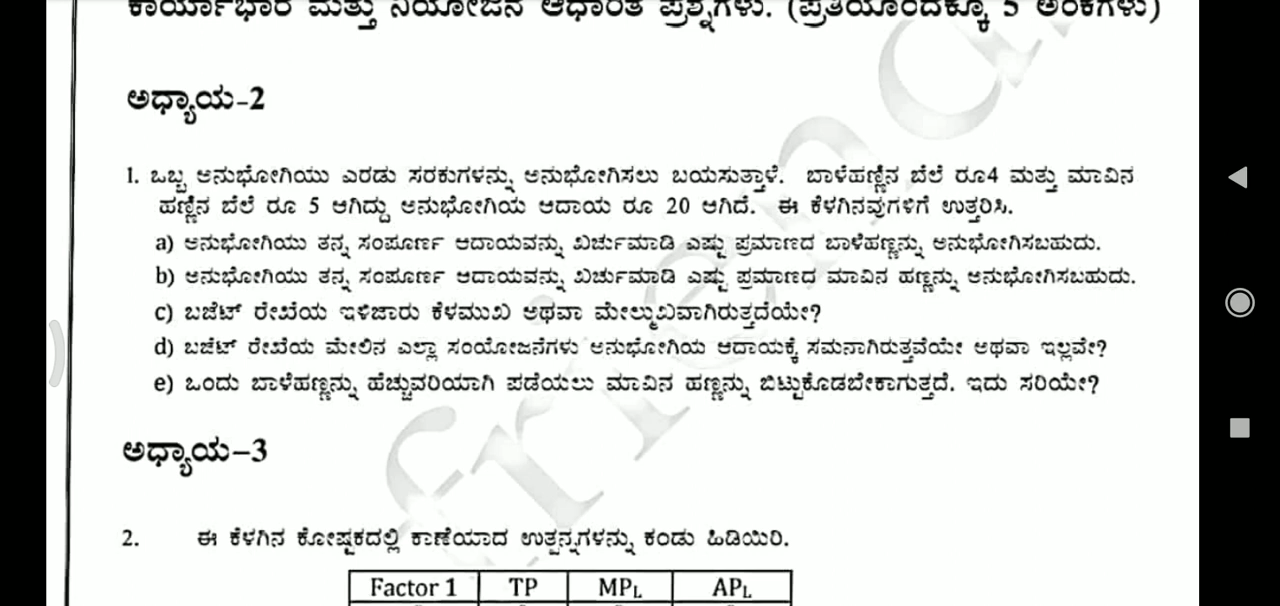 ಕಾರ್ಯಭಾರ ಮತ್ತು ನಿಯೋಜನ ಆಧಾರಿತ ಪ್ರಶ್ನೆಗಳು. (ಪ್ರತಿಯೊಂದಕ್ಕೂ 5 ಅಂಕಗಳು)
ಅಧ್ಯಾಯ-2
1. ಒಬ್ಬ ಅನುಭೋಗಿಯು ಎರಡು ಸರಕುಗಳನ್ನು ಅನುಭೋಗಿಸಲು ಬಯಸುತ್ತಾಳೆ. ಬಾಳೆಹಣ್ಣಿನ ಬೆಲೆ ರೂ4 ಮತ್ತು ಮಾವಿನ
ಹಣ್ಣಿನ ಬೆಲೆ ರೂ 5 ಆಗಿದ್ದು ಅನುಭೋಗಿಯ ಆದಾಯ ರೂ 20 ಆಗಿದೆ. ಈ ಕೆಳಗಿನವುಗಳಿಗೆ ಉತ್ತರಿಸಿ.
a) ಅನುಭೋಗಿಯು ತನ್ನ ಸಂಪೂರ್ಣ ಆದಾಯವನ್ನು ಖರ್ಚುಮಾಡಿ ಎಷ್ಟು ಪ್ರಮಾಣದ ಬಾಳೆಹಣ್ಣನ್ನು ಅನುಭೋಗಿಸಬಹುದು.
b) ಅನುಭೋಗಿಯು ತನ್ನ ಸಂಪೂರ್ಣ ಆದಾಯವನ್ನು ಖರ್ಚುಮಾಡಿ ಎಷ್ಟು ಪ್ರಮಾಣದ ಮಾವಿನ ಹಣ್ಣನ್ನು ಅನುಭೋಗಿಸಬಹುದು.
c) ಬಜೆಟ್ ರೇಖೆಯ ಇಳಿಜಾರು ಕೆಳಮುಖ ಅಥವಾ ಮೇಲ್ಮುಖವಾಗಿರುತ್ತದೆಯೇ?
d) ಬಜೆಟ್ ರೇಖೆಯ ಮೇಲಿನ ಎಲ್ಲಾ ಸಂಯೋಜನೆಗಳು ಅನುಭೋಗಿಯ ಆದಾಯಕ್ಕೆ ಸಮನಾಗಿರುತ್ತವೆಯೇ ಅಥವಾ ಇಲ್ಲವೇ?
e) ಒಂದು ಬಾಳೆಹಣ್ಣನ್ನು ಹೆಚ್ಚುವರಿಯಾಗಿ ಪಡೆಯಲು ಮಾವಿನ ಹಣ್ಣನ್ನು ಬಿಟ್ಟುಕೊಡಬೇಕಾಗುತ್ತದೆ. ಇದು ಸರಿಯೇ?
ಅಧ್ಯಾಯ-3
2. ಈ ಕೆಳಗಿನ ಕೋಷ್ಟಕದಲ್ಲಿ ಕಾಣೆಯಾದ ಉತ್ಪನ್ನಗಳನ್ನು ಕಂಡು ಹಿಡಿಯಿರಿ.
Factor 1 TP MPL APL